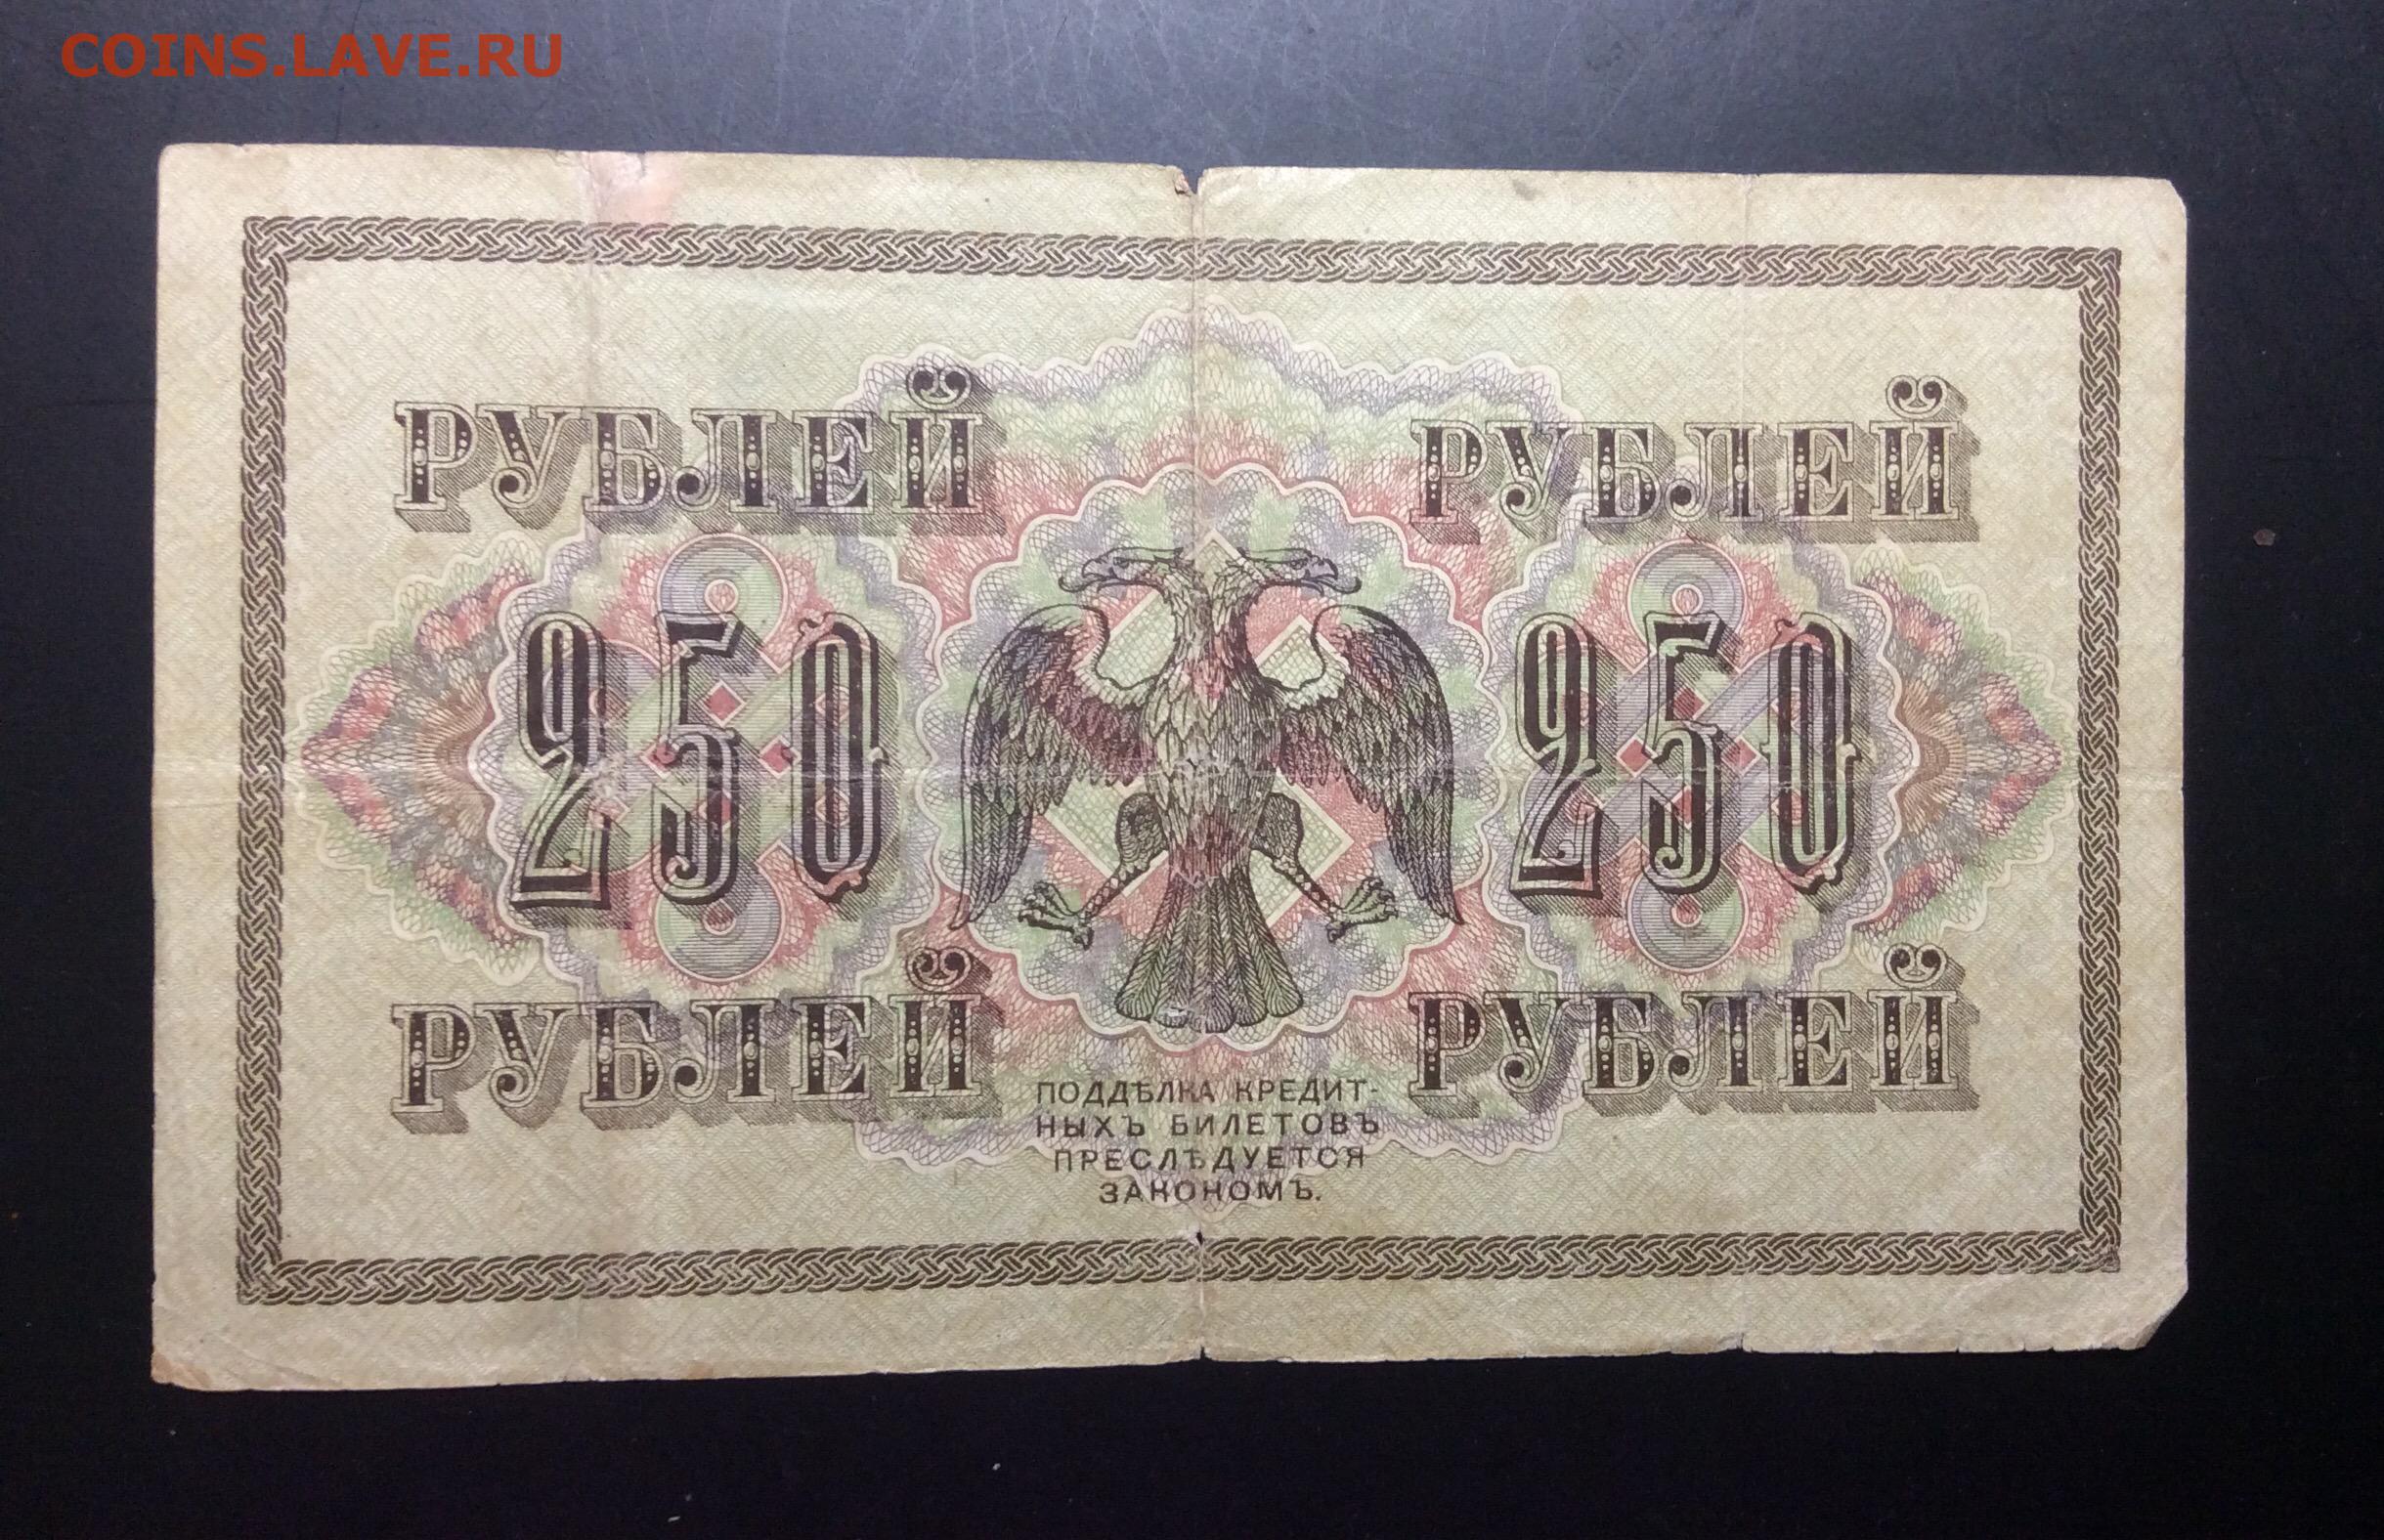 COINS.LAVE.RU
РУБЛЕЙ РУБЛЕЙ
250 250
РУБЛЕЙ РУБЛЕЙ
ПОДДѢЛКА КРЕДИТ-
НЫХЪ БИЛЕТОВЪ
ПРЕСЛѢДУЕТСЯ
ЗАКОНОМЪ.